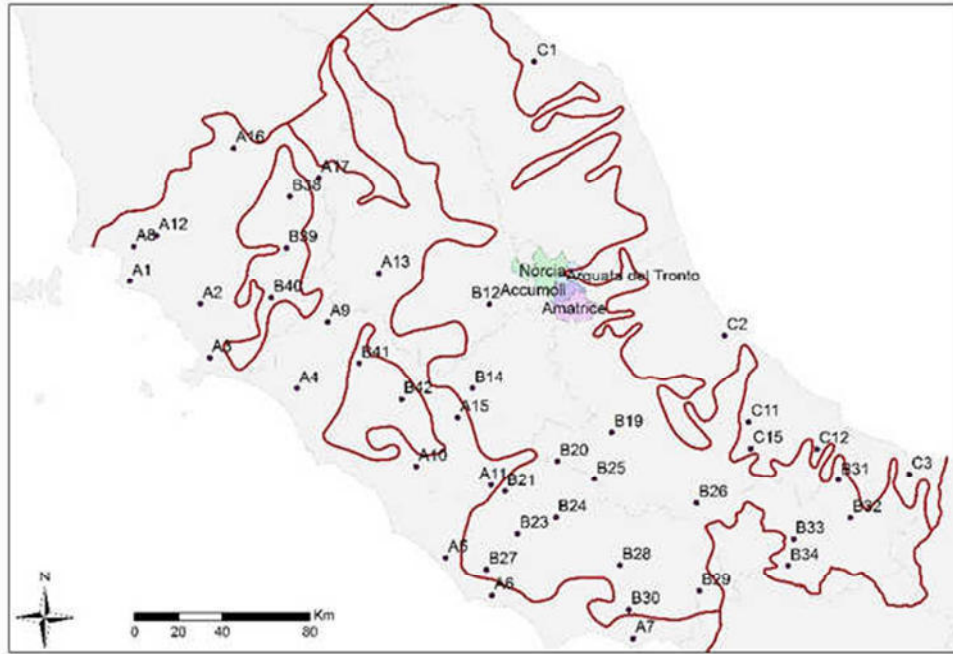 C1
A16
A17
B38
A8
A12
B39
A1
A13
Norcia
Arquata del Tronto
A2
B40
B12
Accumoli
Amatrice
A9
C2
A3
B41
A4
B42
B14
A15
B19
C11
C15
C12
A10
B20
A11
B21
B25
B31
C3
B26
B24
B32
B23
B33
A5
B27
B28
B34
A6
B29
B30
A7
N
Km
0 20 40 80